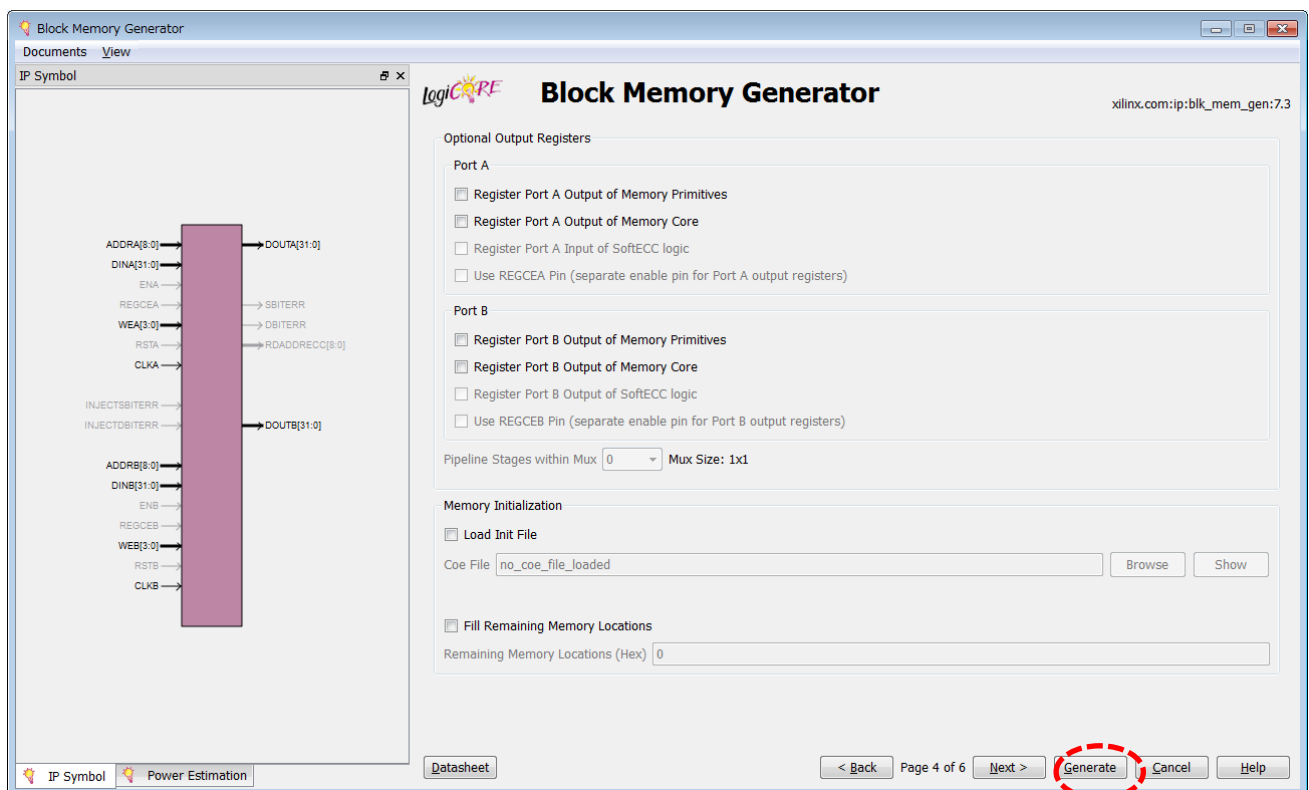 Block Memory Generator
Documents View
IP Symbol
LogiCORE
Block Memory Generator
xilinx.com:ip:blk_mem_gen:7.3
ADDRA[8:0]
DOUTA[31:0]
DINA[31:0]
ENA
REGCEA
SBITERR
WEA[3:0]
DBITERR
RSTA
RDADDRECC[8:0]
CLKA
INJECTSBITERR
INJECTDBITERR
DOUTB[31:0]
ADDRB[8:0]
DINB[31:0]
ENB
REGCEB
WEB[3:0]
RSTB
CLKB
IP Symbol
Power Estimation
Optional Output Registers
Port A
Register Port A Output of Memory Primitives
Register Port A Output of Memory Core
Register Port A Input of SoftECC logic
Use REGCEA Pin (separate enable pin for Port A output registers)
Port B
Register Port B Output of Memory Primitives
Register Port B Output of Memory Core
Register Port B Output of SoftECC logic
Use REGCEB Pin (separate enable pin for Port B output registers)
Pipeline Stages within Mux 0 Mux Size: 1x1
Memory Initialization
Load Init File
Coe File no_coe_file_loaded Browse Show
Fill Remaining Memory Locations
Remaining Memory Locations (Hex) 0
Datasheet < Back Page 4 of 6 Next > Generate Cancel Help